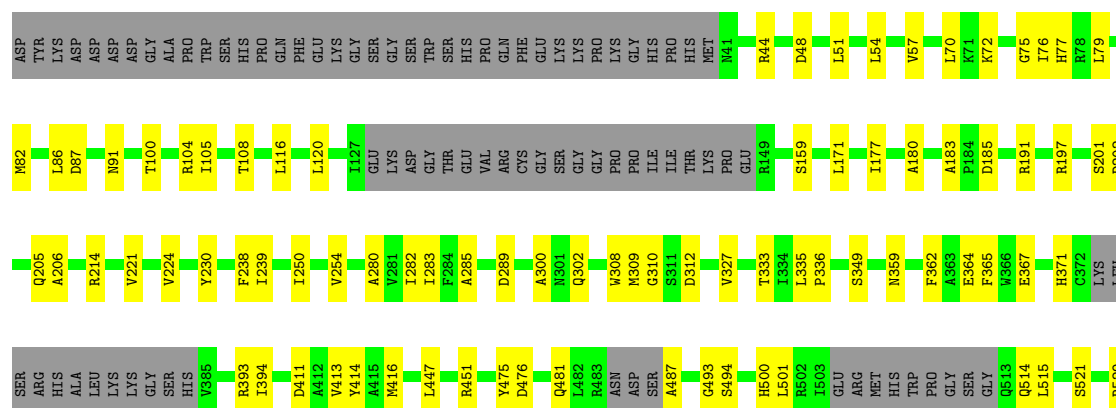 ASP TYR LYS ASP ASP ASP ASP GLY ALA PRO TRP SER HIS PRO GLN PHE GLU LYS GLY SER GLY SER TRP SER HIS PRO GLN PHE GLU LYS LYS PRO LEU GLY HIS PRO HIS MET N41 R44 D48 L51 L54 V57 L70 K71 K72 G75 I76 H77 R78 L79
M82 L86 D87 N91 T100 R104 I105 T108 L116 L120 I127 GLU LYS ASP GLY THR GLU VAL ARG CYS GLY SER GLY GLY PRO PRO ILE ILE THR LYS PRO GLU R149 S159 L171 I177 A180 A183 P184 D185 R191 R197 S201
Q205 A206 R214 V221 V224 Y230 F238 I239 I250 V254 A280 V281 I282 I283 F284 A285 D289 A300 N301 Q302 W308 M309 G310 S311 D312 V327 T333 I334 L335 P336 S349 N359 F362 A363 E364 F365 W366 E367 H371 C372 LYS
SER ARG HIS ALA LEU LYS LYS GLY SER HIS V385 R393 I394 D411 A412 V413 Y414 A415 M416 L447 R451 Y475 D476 Q481 L482 R483 ASN ASP SER A487 G493 S494 H500 L501 R502 I503 GLU ARG MET HIS TRP PRO GLY SER GLY Q513 Q514 L515 S521